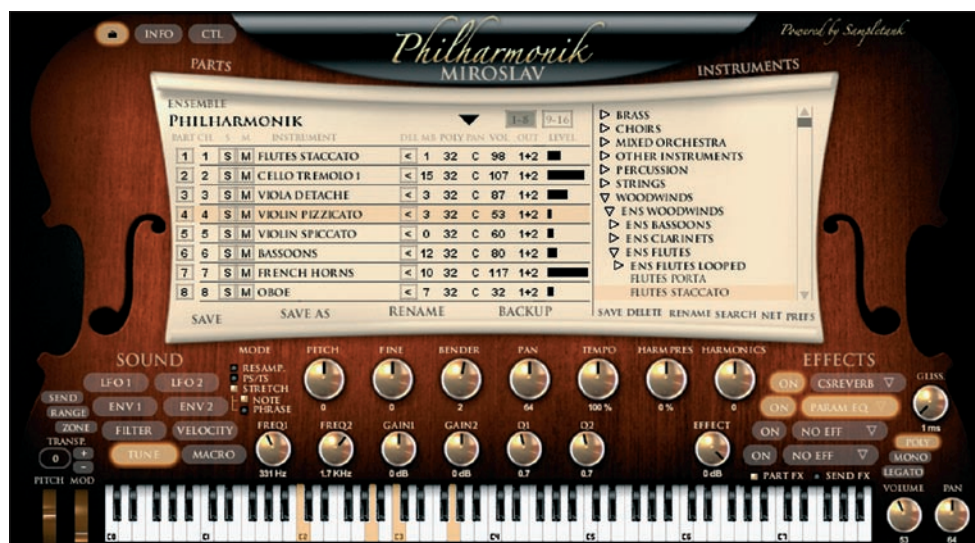 INFO CTL
Powered by Sampletank
Philharmonik
MIROSLAV
PARTS
INSTRUMENTS
ENSEMBLE
PHILHARMONIK 1-8 9-16
PART CH S M INSTRUMENT DEL MB POLY PAN VOL OUT LEVEL
1 1 S M FLUTES STACCATO < 1 32 C 98 1+2
2 2 S M CELLO TREMOLO 1 < 15 32 C 107 1+2
3 3 S M VIOLA DETACHE < 3 32 C 87 1+2
4 4 S M VIOLIN PIZZICATO < 3 32 C 53 1+2
5 5 S M VIOLIN SPICCATO < 0 32 C 60 1+2
6 6 S M BASSOONS < 12 32 C 80 1+2
7 7 S M FRENCH HORNS < 10 32 C 117 1+2
8 8 S M OBOE < 7 32 C 32 1+2
SAVE SAVE AS RENAME BACKUP
BRASS
CHOIRS
MIXED ORCHESTRA
OTHER INSTRUMENTS
PERCUSSION
STRINGS
WOODWINDS
ENS WOODWINDS
ENS BASSOONS
ENS CLARINETS
ENS FLUTES
ENS FLUTES LOOPED
FLUTES PORTA
FLUTES STACCATO
SAVE DELETE RENAME SEARCH NET PREFS
SOUND
LFO 1 LFO 2
SEND
RANGE
ENV 1 ENV 2
ZONE
FILTER VELOCITY
TRANSP.
0 + -
TUNE MACRO
PITCH MOD
MODE
RESAMP.
PS/TS
STRETCH
NOTE
PHRASE
PITCH FINE BENDER PAN TEMPO HARM PRES HARMONICS
0 0 2 64 100 % 0 % 0
FREQ1 FREQ2 GAIN1 GAIN2 Q1 Q2 EFFECT
331 Hz 1.7 KHz 0 dB 0 dB 0.7 0.7 0 dB
EFFECTS
ON CSREVERB
ON PARAM EQ
ON NO EFF
ON NO EFF
PART FX SEND FX
GLISS.
1 ms
POLY
MONO
LEGATO
VOLUME PAN
53 64
C0 C1 C2 C3 C4 C5 C6 C7